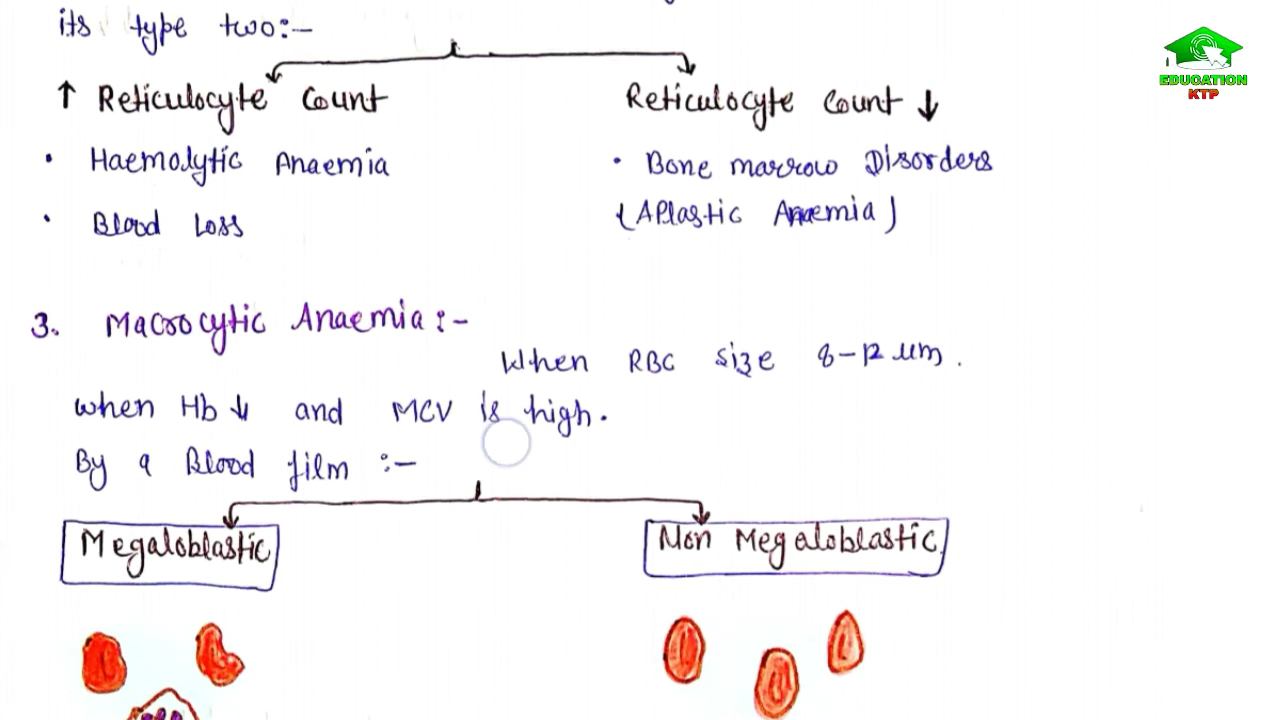 its type two:-
↑ Reticulocyte Count
Reticulocyte Count ↓
• Haemolytic Anaemia
• Blood Loss
• Bone marrow Disorders
(APlastic Anaemia)
3. Macrocytic Anaemia:-
When RBC size 8-12 um.
when Hb ↓ and MCV is high.
By a Blood film :-
Megaloblastic
Non Megaloblastic
EDUCATION
KTP